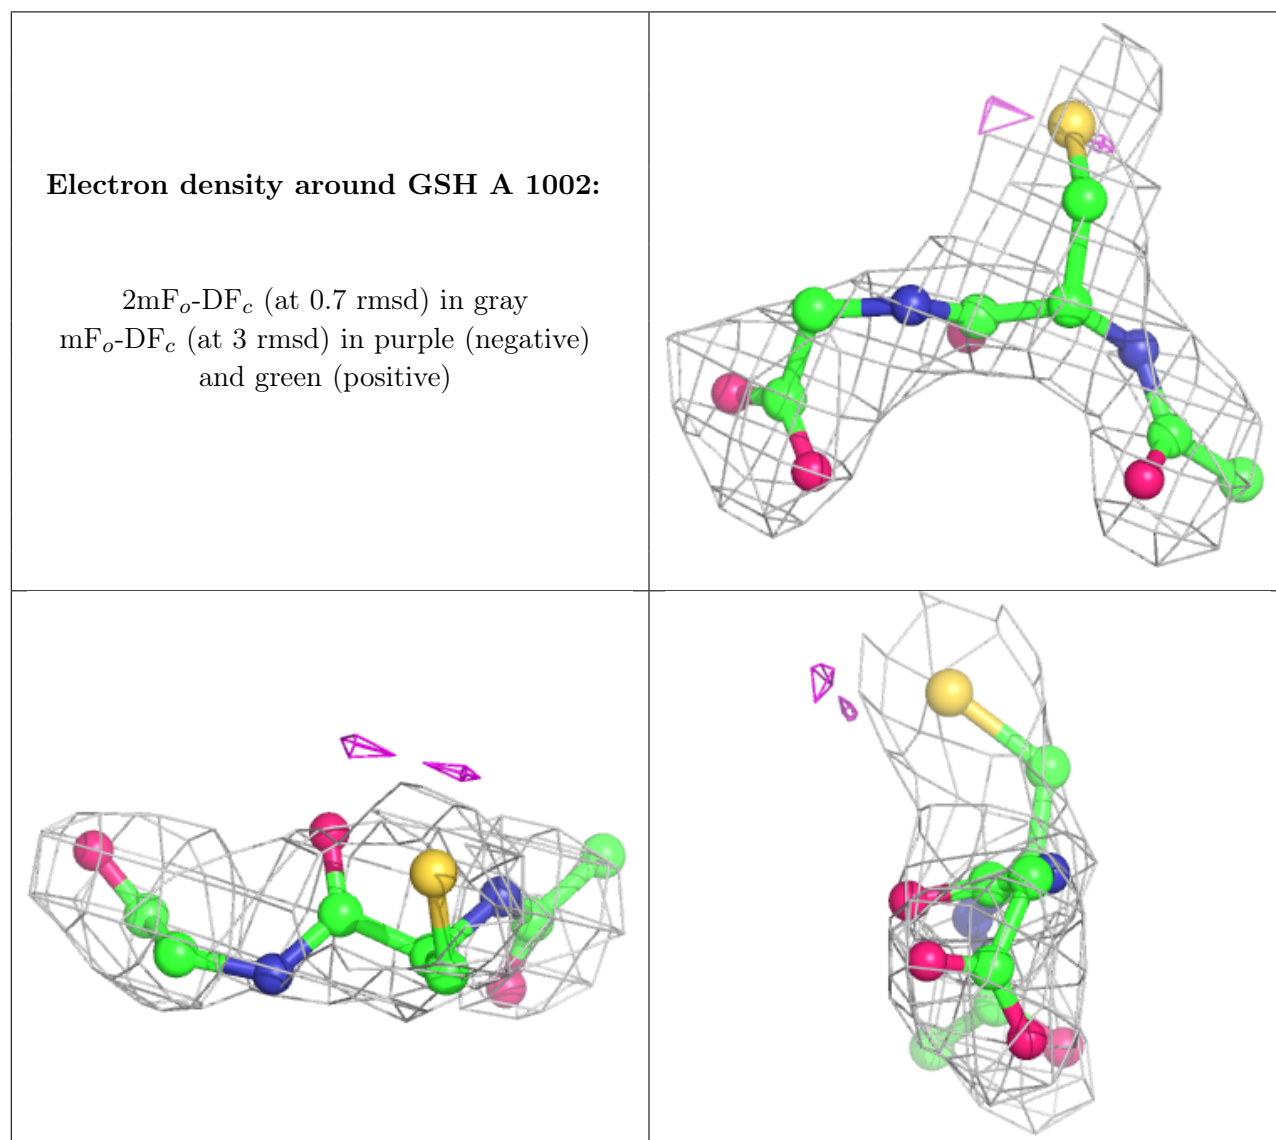 Electron density around GSH A 1002:
2mFo-DFc (at 0.7 rmsd) in gray
mFo-DFc (at 3 rmsd) in purple (negative)
and green (positive)